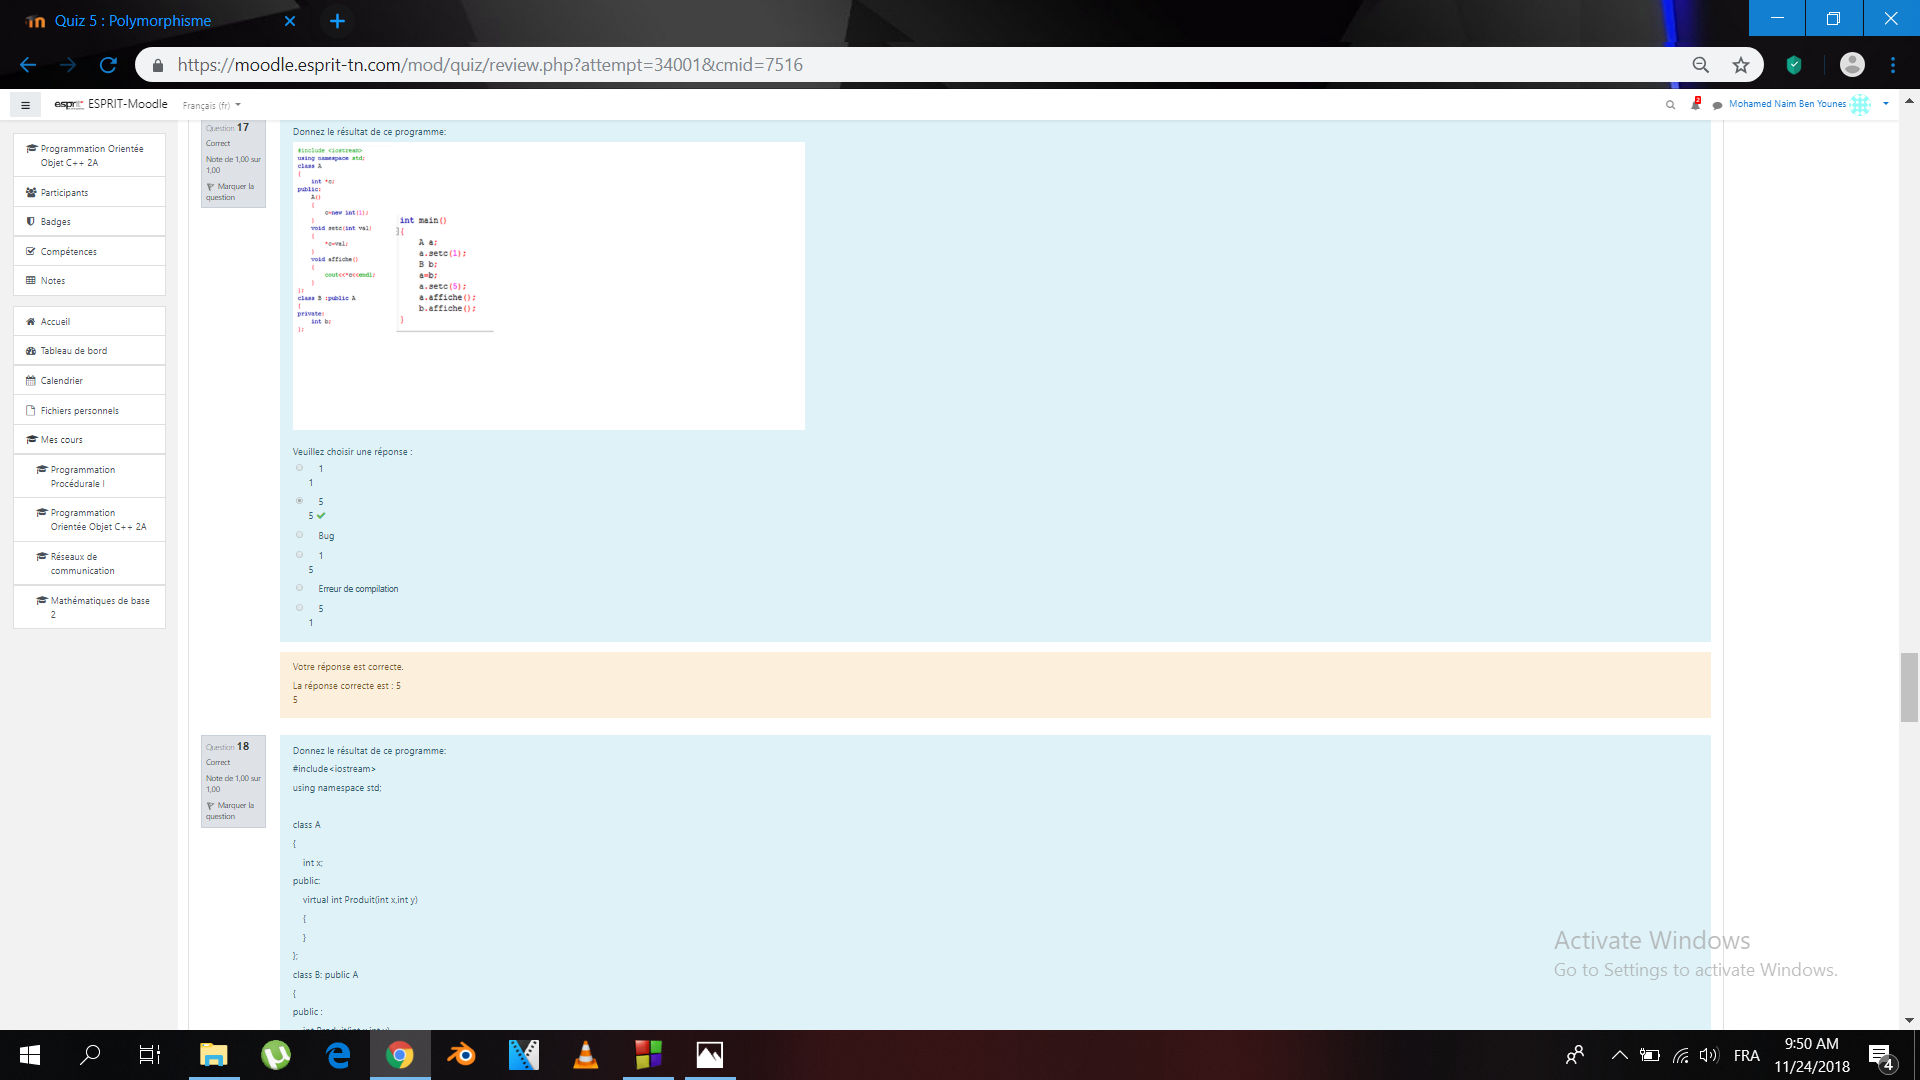 Quiz 5 : Polymorphisme
https://moodle.esprit-tn.com/mod/quiz/review.php?attempt=34001&cmid=7516
esprit ESPRIT-Moodle Français (fr)
2
Mohamed Naim Ben Younes
Programmation Orientée
Objet C++ 2A
Participants
Badges
Compétences
Notes
Accueil
Tableau de bord
Calendrier
Fichiers personnels
Mes cours
Programmation
Procédurale I
Programmation
Orientée Objet C++ 2A
Réseaux de
communication
Mathématiques de base
2
Question 17
Correct
Note de 1,00 sur
1,00
Marquer la
question
Donnez le résultat de ce programme:
#include <iostream>
using namespace std;
class A
{
int *c;
public:
A()
{
c=new int(1);
}
void setc(int val)
{
*c=val;
}
void affiche()
{
cout<<*c<<endl;
}
};
class B :public A
{
private:
int b;
};
int main()
{
A a;
a.setc(1);
B b;
a=b;
a.setc(5);
a.affiche();
b.affiche();
}
Veuillez choisir une réponse :
1
1
5
5
Bug
1
5
Erreur de compilation
5
1
Votre réponse est correcte.
La réponse correcte est : 5
5
Question 18
Correct
Note de 1,00 sur
1,00
Marquer la
question
Donnez le résultat de ce programme:
#include<iostream>
using namespace std;
class A
{
int x;
public:
virtual int Produit(int x,int y)
{
}
};
class B: public A
{
public :
int Produit(int x,int y)
Activate Windows
Go to Settings to activate Windows.
FRA
9:50 AM
11/24/2018
4